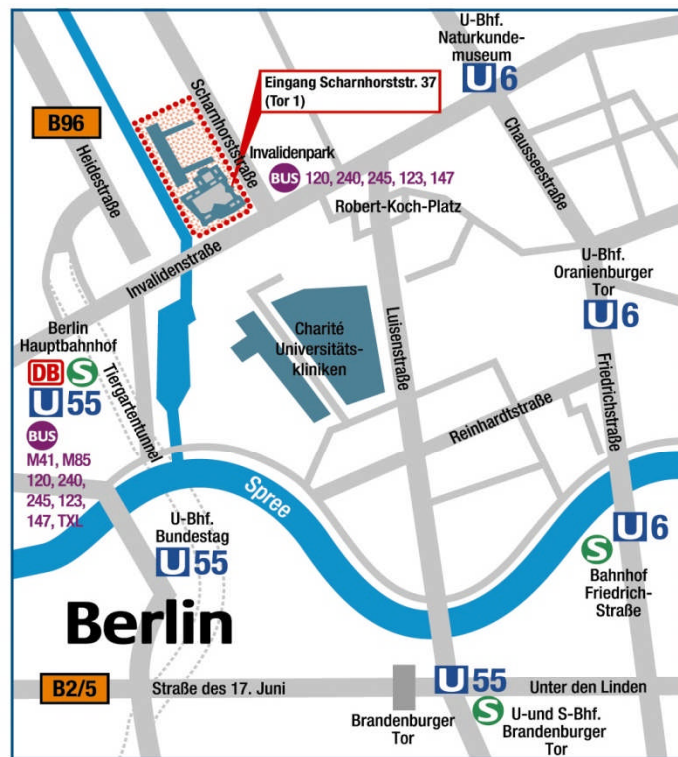 U-Bhf.
Naturkunde-
museum
U6
Eingang Scharnhorststr. 37
(Tor 1)
B96
Scharnhorststraße
Heidestraße
Chausseestraße
Invalidenpark
BUS 120, 240, 245, 123, 147
Robert-Koch-Platz
Invalidenstraße
U-Bhf.
Oranienburger
Tor
U6
Berlin
Hauptbahnhof
DB S
U55
BUS
M41, M85
120, 240,
245, 123,
147, TXL
Tiergartentunnel
Charité
Universitäts-
kliniken
Luisenstraße
Friedrichstraße
Reinhardtstraße
Spree
U-Bhf.
Bundestag
U55
U6
S
Bahnhof
Friedrich-
Straße
Berlin
B2/5
Straße des 17. Juni
Brandenburger
Tor
U55
Unter den Linden
S
U-und S-Bhf.
Brandenburger
Tor